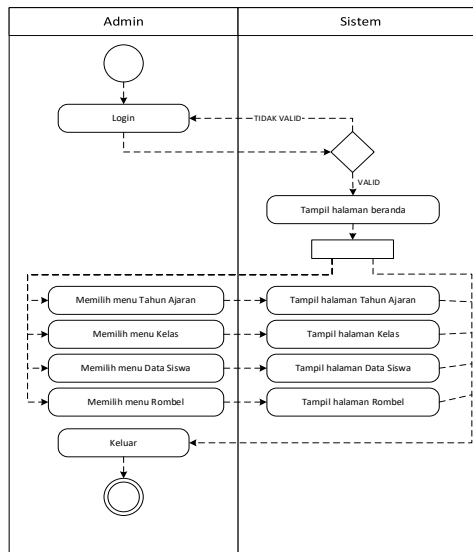 Admin
Sistem
Login
TIDAK VALID
VALID
Tampil halaman beranda
Memilih menu Tahun Ajaran
Tampil halaman Tahun Ajaran
Memilih menu Kelas
Tampil halaman Kelas
Memilih menu Data Siswa
Tampil halaman Data Siswa
Memilih menu Rombel
Tampil halaman Rombel
Keluar